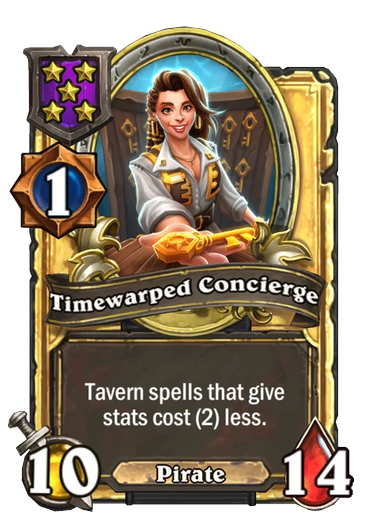 1
Timewarped Concierge
Tavern spells that give
stats cost (2) less.
10
Pirate
14